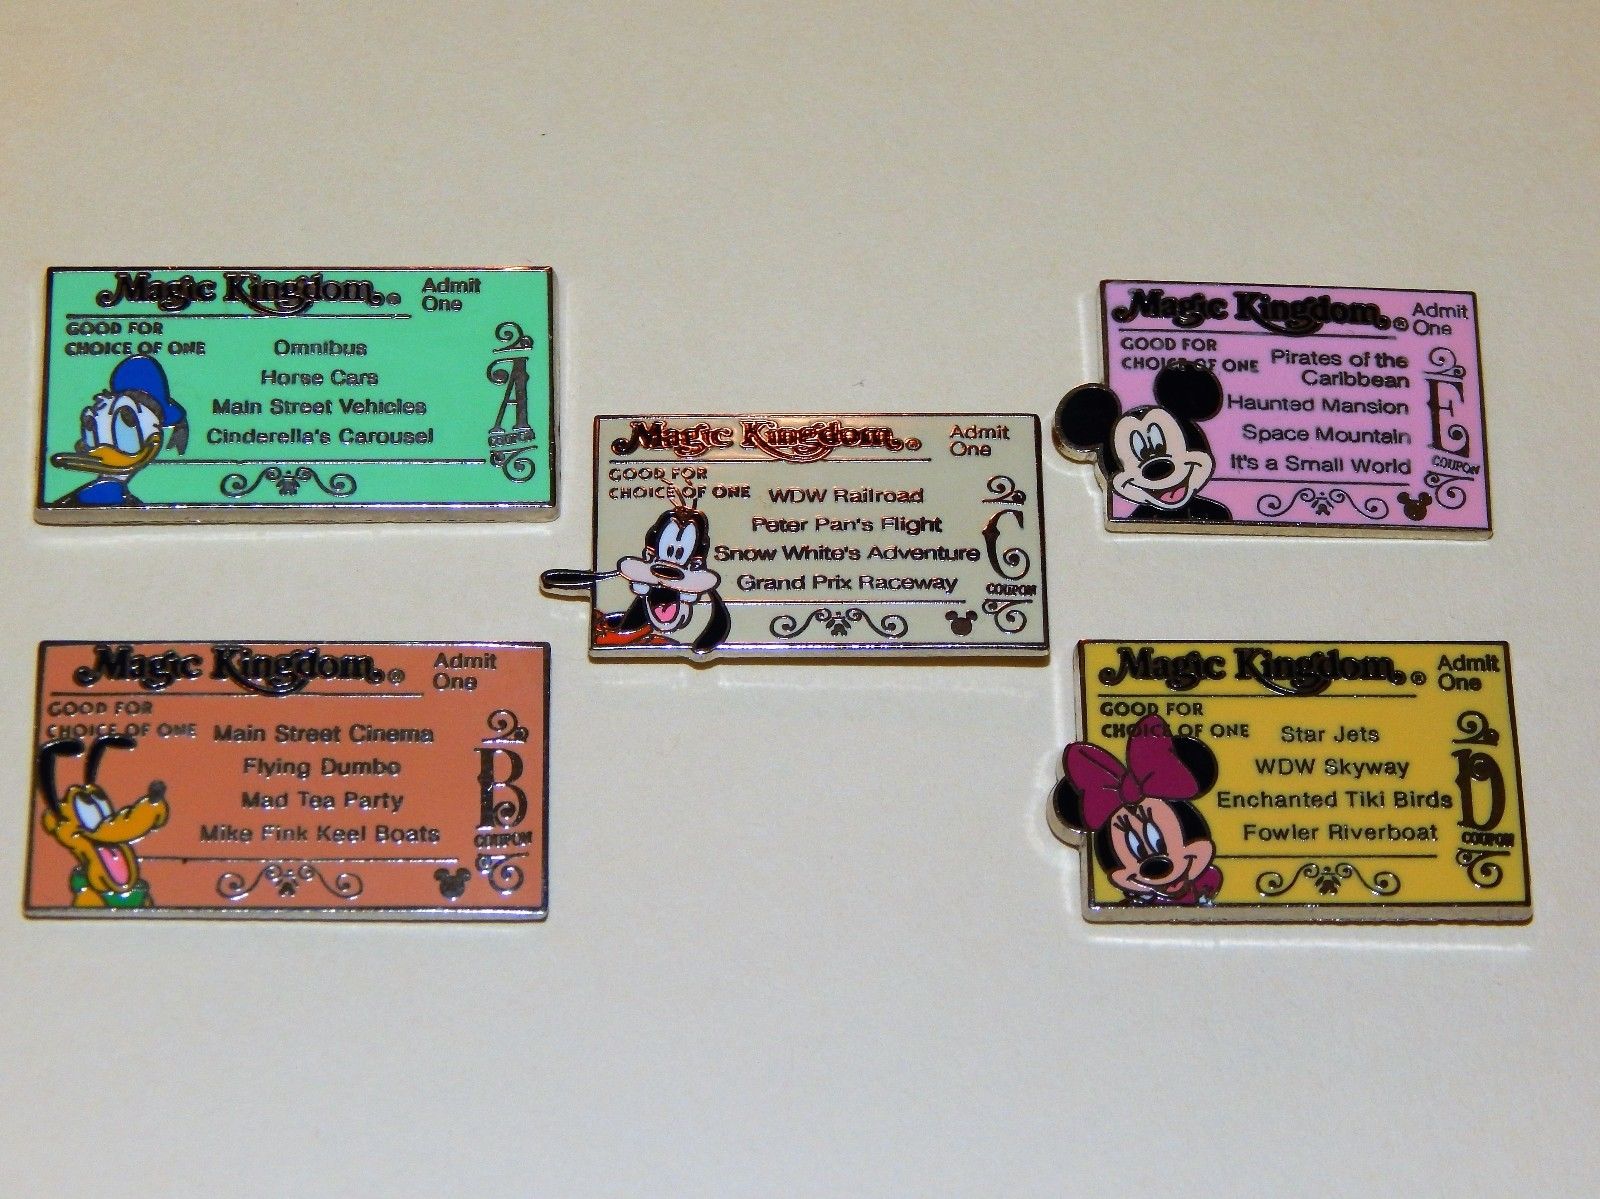 Magic Kingdom®
Admit
One
GOOD FOR
CHOICE OF ONE
Omnibus
Horse Cars
Main Street Vehicles
Cinderella's Carousel
A
COUPON
Magic Kingdom®
Admit
One
GOOD FOR
CHOICE OF ONE
Main Street Cinema
Flying Dumbo
Mad Tea Party
Mike Fink Keel Boats
B
COUPON
Magic Kingdom®
Admit
One
GOOD FOR
CHOICE OF ONE
WDW Railroad
Peter Pan's Flight
Snow White's Adventure
Grand Prix Raceway
C
COUPON
Magic Kingdom®
Admit
One
GOOD FOR
CHOICE OF ONE
Pirates of the
Caribbean
Haunted Mansion
Space Mountain
It's a Small World
E
COUPON
Magic Kingdom®
Admit
One
GOOD FOR
CHOICE OF ONE
Star Jets
WDW Skyway
Enchanted Tiki Birds
Fowler Riverboat
D
COUPON